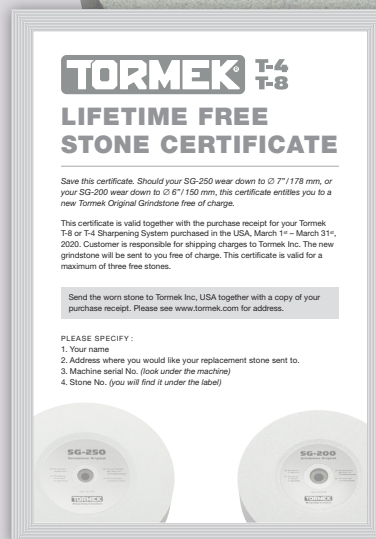 TORMEK® T-4
T-8
LIFETIME FREE
STONE CERTIFICATE
Save this certificate. Should your SG-250 wear down to ∅ 7”/178 mm, or
your SG-200 wear down to ∅ 6”/150 mm, this certificate entitles you to a
new Tormek Original Grindstone free of charge.
This certificate is valid together with the purchase receipt for your Tormek
T-8 or T-4 Sharpening System purchased in the USA, March 1st – March 31st,
2020. Customer is responsible for shipping charges to Tormek Inc. The new
grindstone will be sent to you free of charge. This certificate is valid for a
maximum of three free stones.
Send the worn stone to Tormek Inc, USA together with a copy of your
purchase receipt. Please see www.tormek.com for address.
PLEASE SPECIFY:
1. Your name
2. Address where you would like your replacement stone sent to.
3. Machine serial No. (look under the machine)
4. Stone No. (you will find it under the label)
SG-250
Grindstone Original
TORMEK
SG-200
Grindstone Original
TORMEK